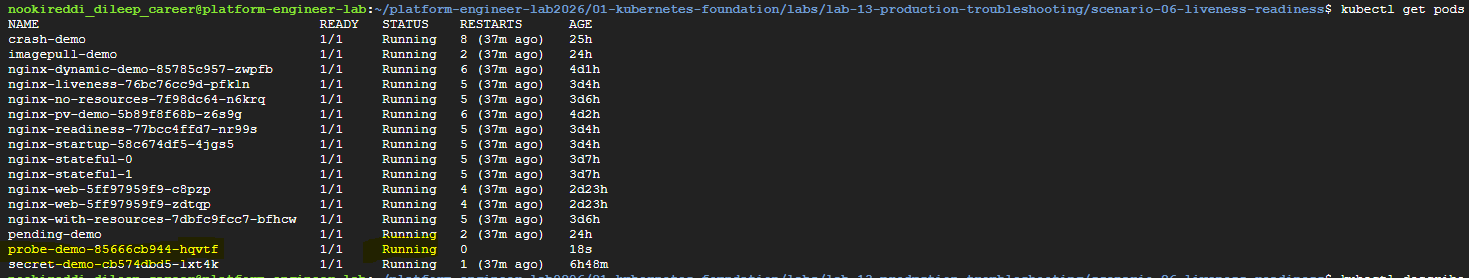 nookireddi_dileep_career@platform-engineer-lab:~/platform-engineer-lab2026/01-kubernetes-foundation/labs/lab-13-production-troubleshooting/scenario-06-liveness-readiness$ kubectl get pods
NAME READY STATUS RESTARTS AGE
crash-demo 1/1 Running 8 (37m ago) 25h
imagepull-demo 1/1 Running 2 (37m ago) 24h
nginx-dynamic-demo-85785c957-zwpfb 1/1 Running 6 (37m ago) 4d1h
nginx-liveness-76bc76cc9d-pfkln 1/1 Running 5 (37m ago) 3d4h
nginx-no-resources-7f98dc64-n6krq 1/1 Running 5 (37m ago) 3d6h
nginx-pv-demo-5b89f8f68b-z6s9g 1/1 Running 6 (37m ago) 4d2h
nginx-readiness-77bcc4ffd7-nr99s 1/1 Running 5 (37m ago) 3d4h
nginx-startup-58c674df5-4jgs5 1/1 Running 5 (37m ago) 3d4h
nginx-stateful-0 1/1 Running 5 (37m ago) 3d7h
nginx-stateful-1 1/1 Running 5 (37m ago) 3d7h
nginx-web-5ff97959f9-c8pzp 1/1 Running 4 (37m ago) 2d23h
nginx-web-5ff97959f9-zdtqp 1/1 Running 4 (37m ago) 2d23h
nginx-with-resources-7dbfc9fcc7-bfhcw 1/1 Running 5 (37m ago) 3d6h
pending-demo 1/1 Running 2 (37m ago) 24h
probe-demo-85666cb944-hqvtf 1/1 Running 0 18s
secret-demo-cb574dbd5-lxt4k 1/1 Running 1 (37m ago) 6h48m